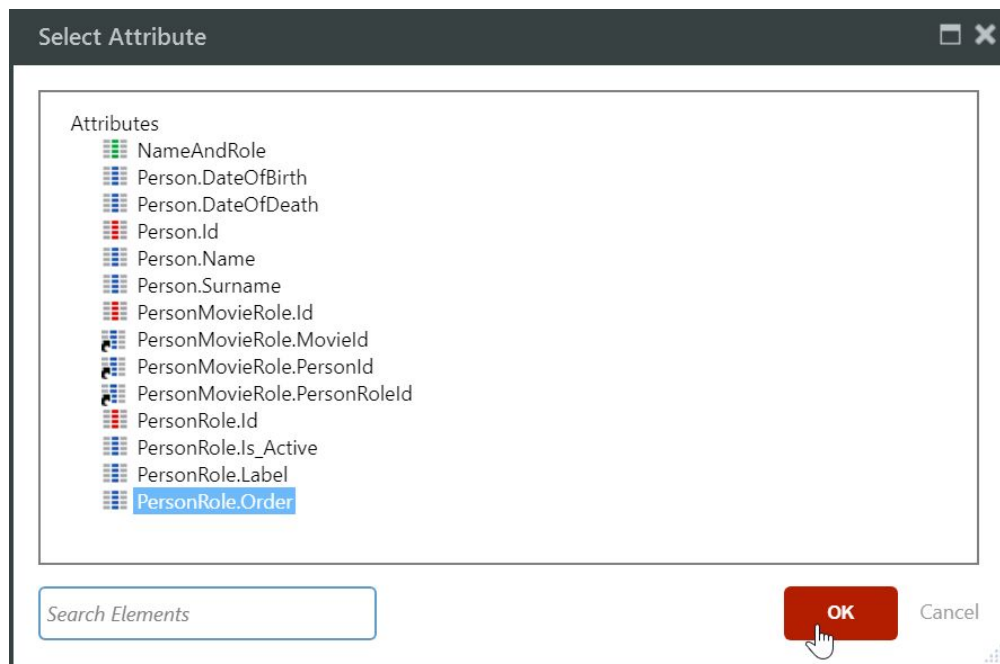 Select Attribute
Attributes
NameAndRole
Person.DateOfBirth
Person.DateOfDeath
Person.Id
Person.Name
Person.Surname
PersonMovieRole.Id
PersonMovieRole.MovieId
PersonMovieRole.PersonId
PersonMovieRole.PersonRoleId
PersonRole.Id
PersonRole.Is_Active
PersonRole.Label
PersonRole.Order
Search Elements
OK
Cancel